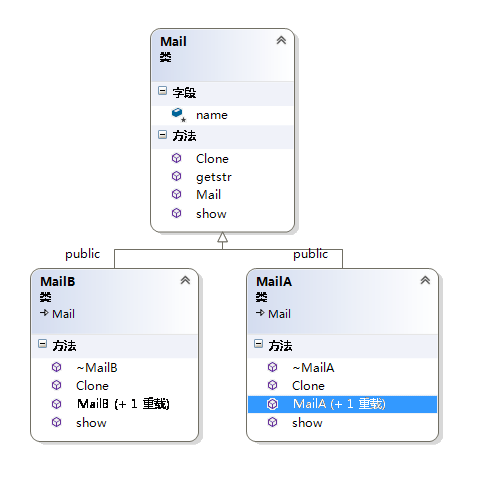 Mail
类
字段
name
方法
Clone
getstr
Mail
show
public
public
MailB
类
Mail
方法
~MailB
Clone
MailB (+ 1 重载)
show
MailA
类
Mail
方法
~MailA
Clone
MailA (+ 1 重载)
show